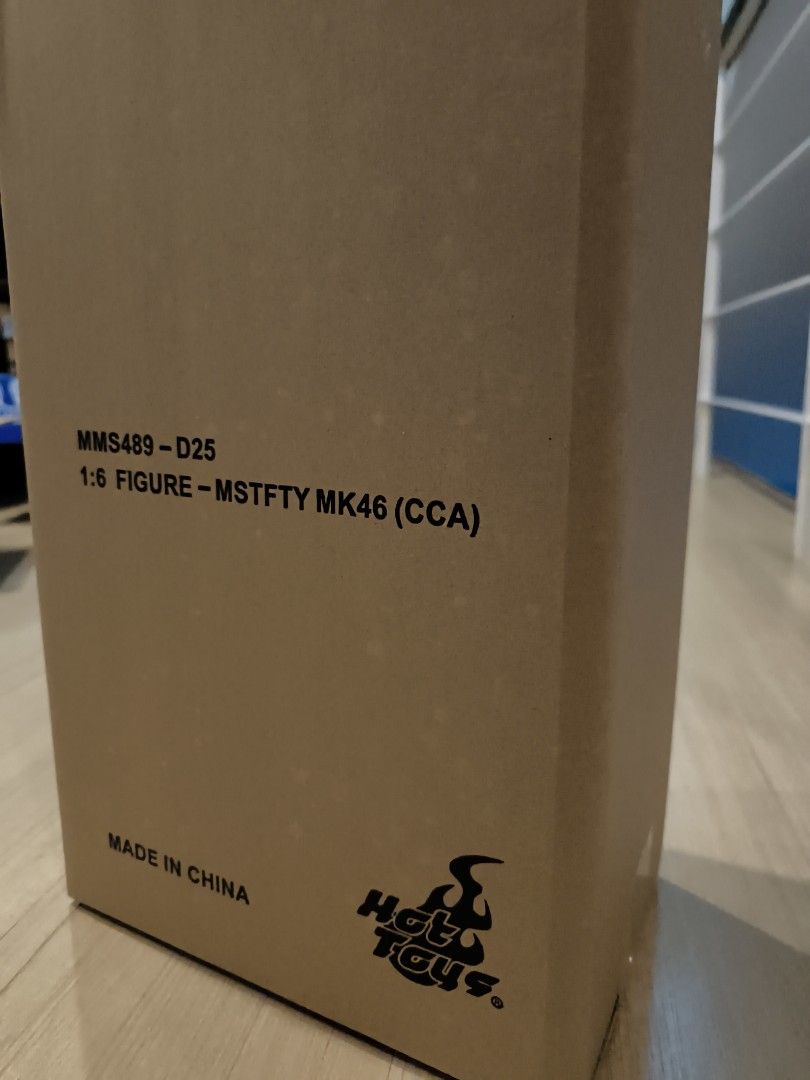 MMS489 – D25
1:6 FIGURE – MSTFTY MK46 (CCA)
MADE IN CHINA
Hot
Toys®